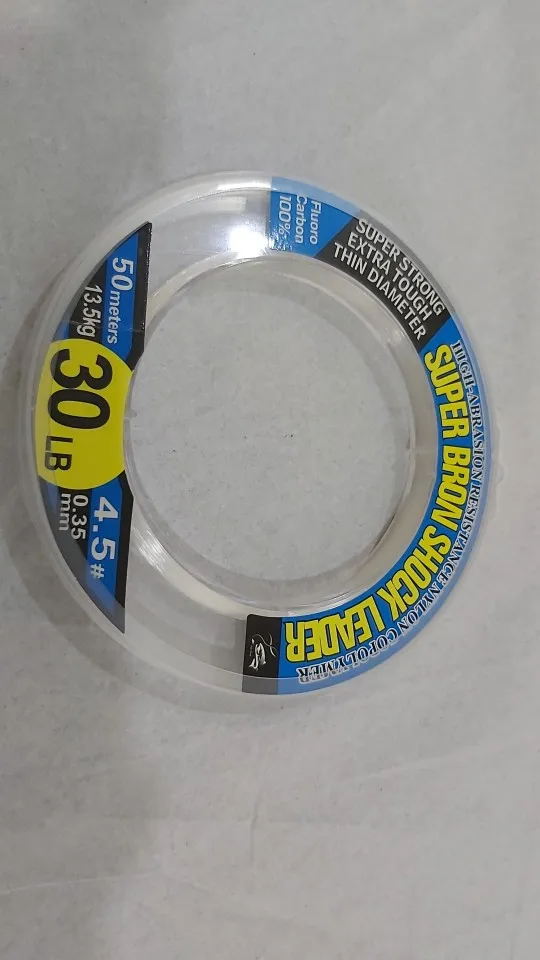 Fluoro
Carbon
100%
SUPER STRONG
EXTRA TOUGH
THIN DIAMETER
HIGH-ABRASION RESISTANCE NYLON COPOLYMER
SUPER BRON SHOCK LEADER
50 meters
13.5kg
30 LB
4.5#
0.35
mm